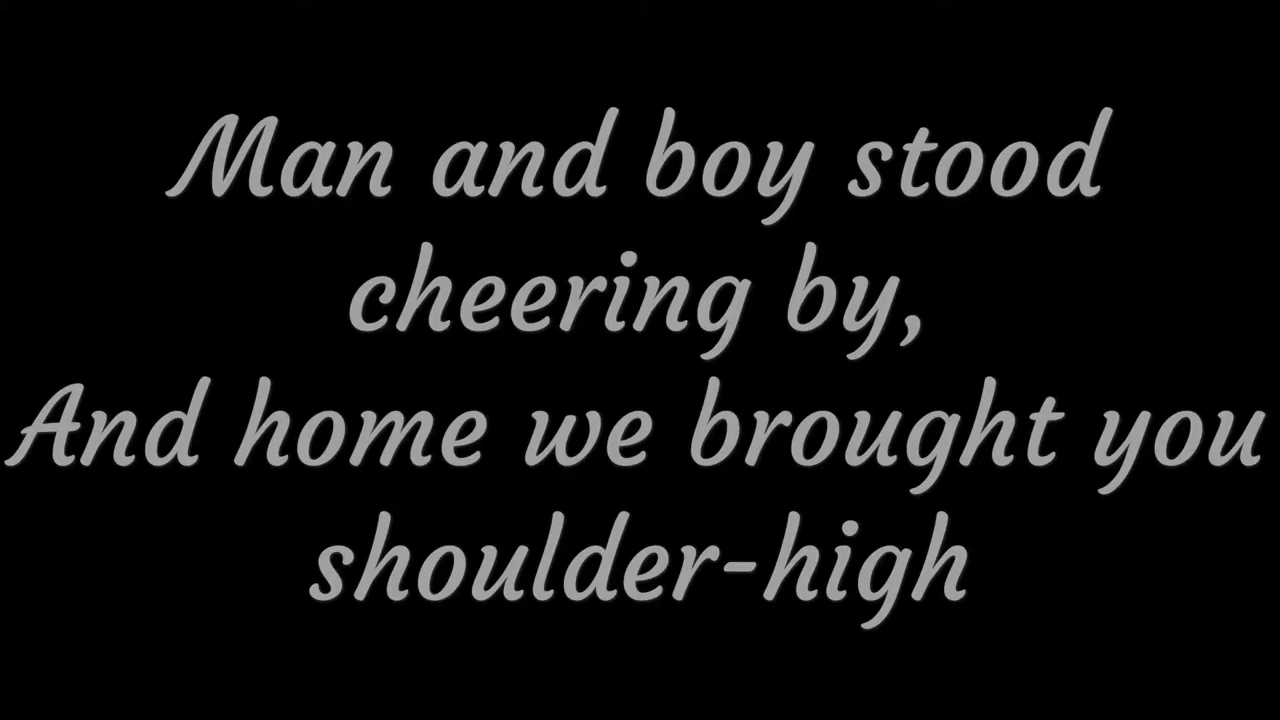 Man and boy stood
cheering by,
And home we brought you
shoulder-high